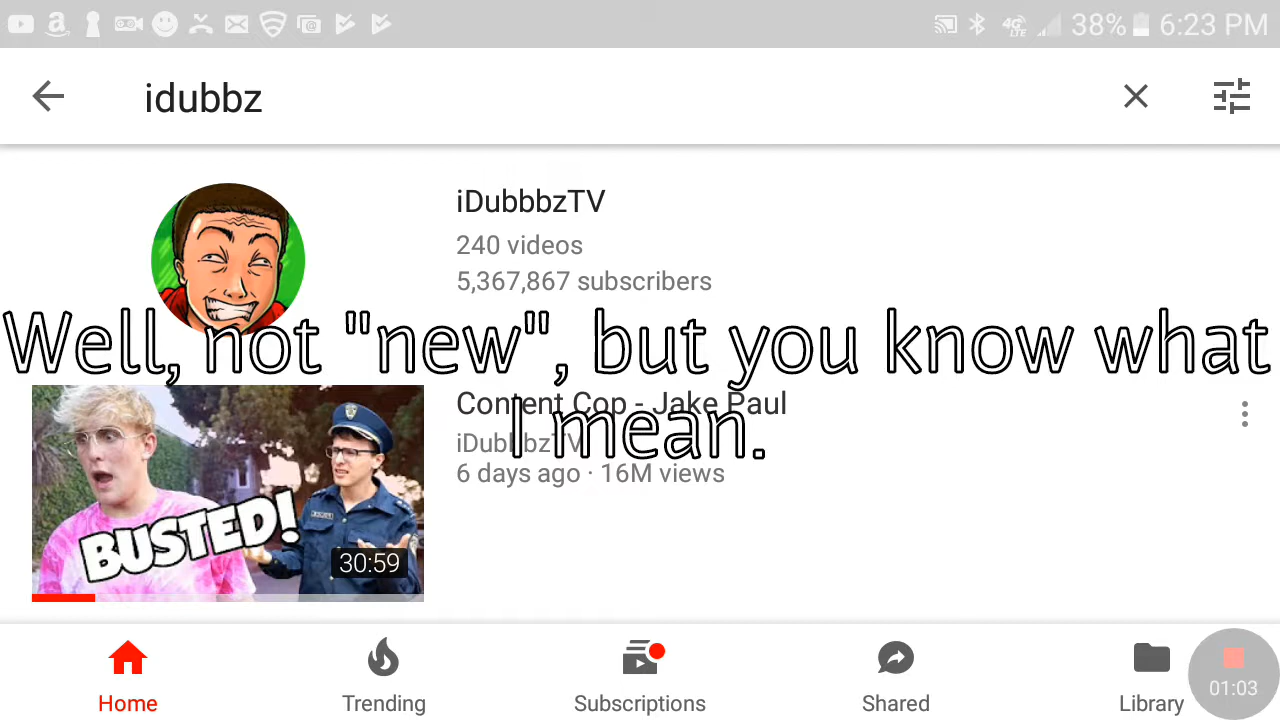 38% 6:23 PM
idubbz
iDubbbzTV
240 videos
5,367,867 subscribers
Well, not "new", but you know what
I mean.
Content Cop - Jake Paul
iDubbbzTV
6 days ago · 16M views
BUSTED!
30:59
Home
Trending
Subscriptions
Shared
Library
01:03